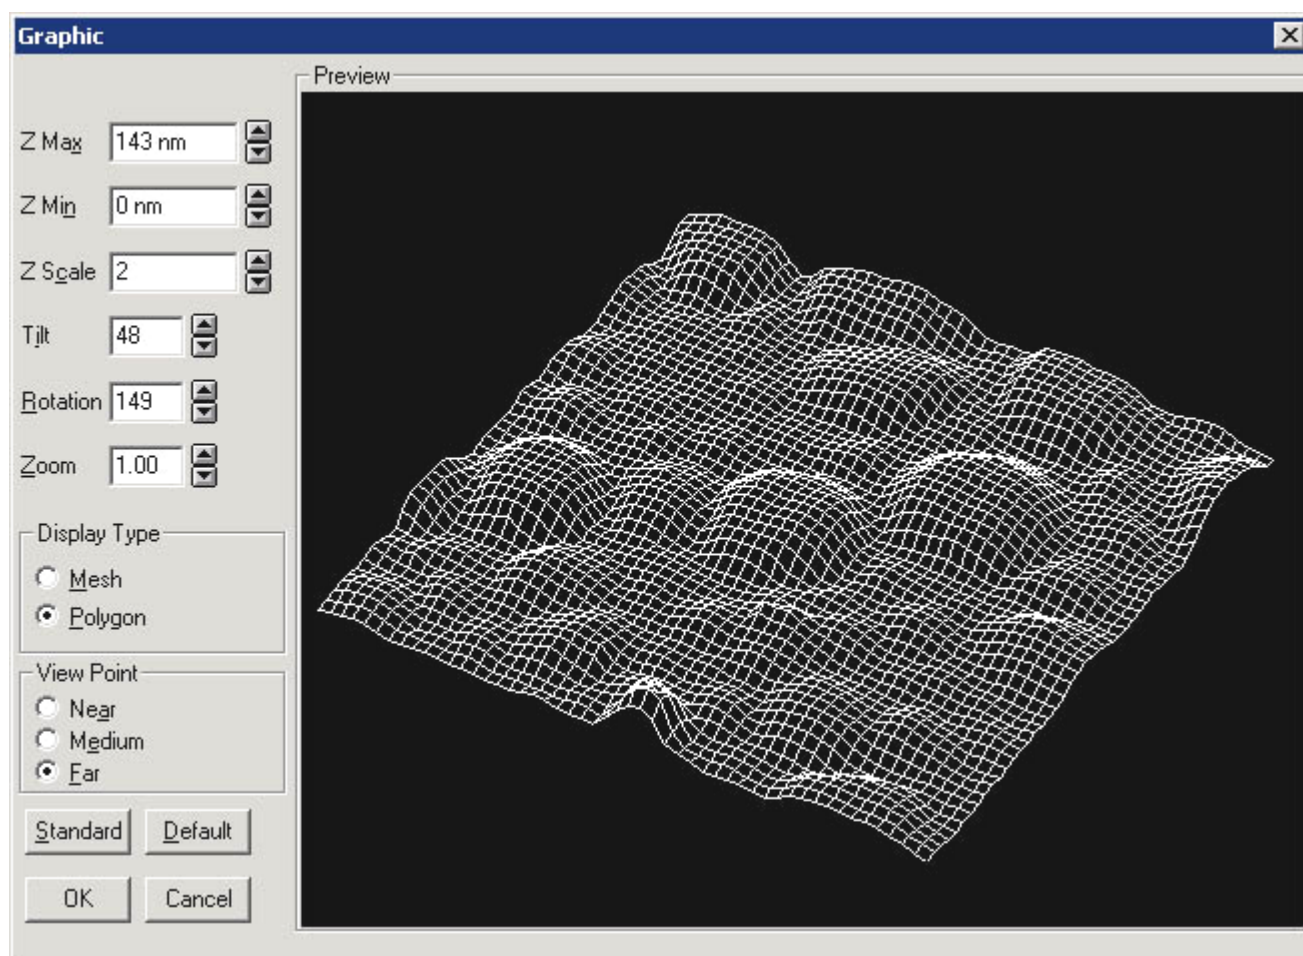 Graphic
Preview
Z Max 143 nm
Z Min 0 nm
Z Scale 2
Tilt 48
Rotation 149
Zoom 1.00
Display Type
Mesh
Polygon
View Point
Near
Medium
Far
Standard Default
OK Cancel